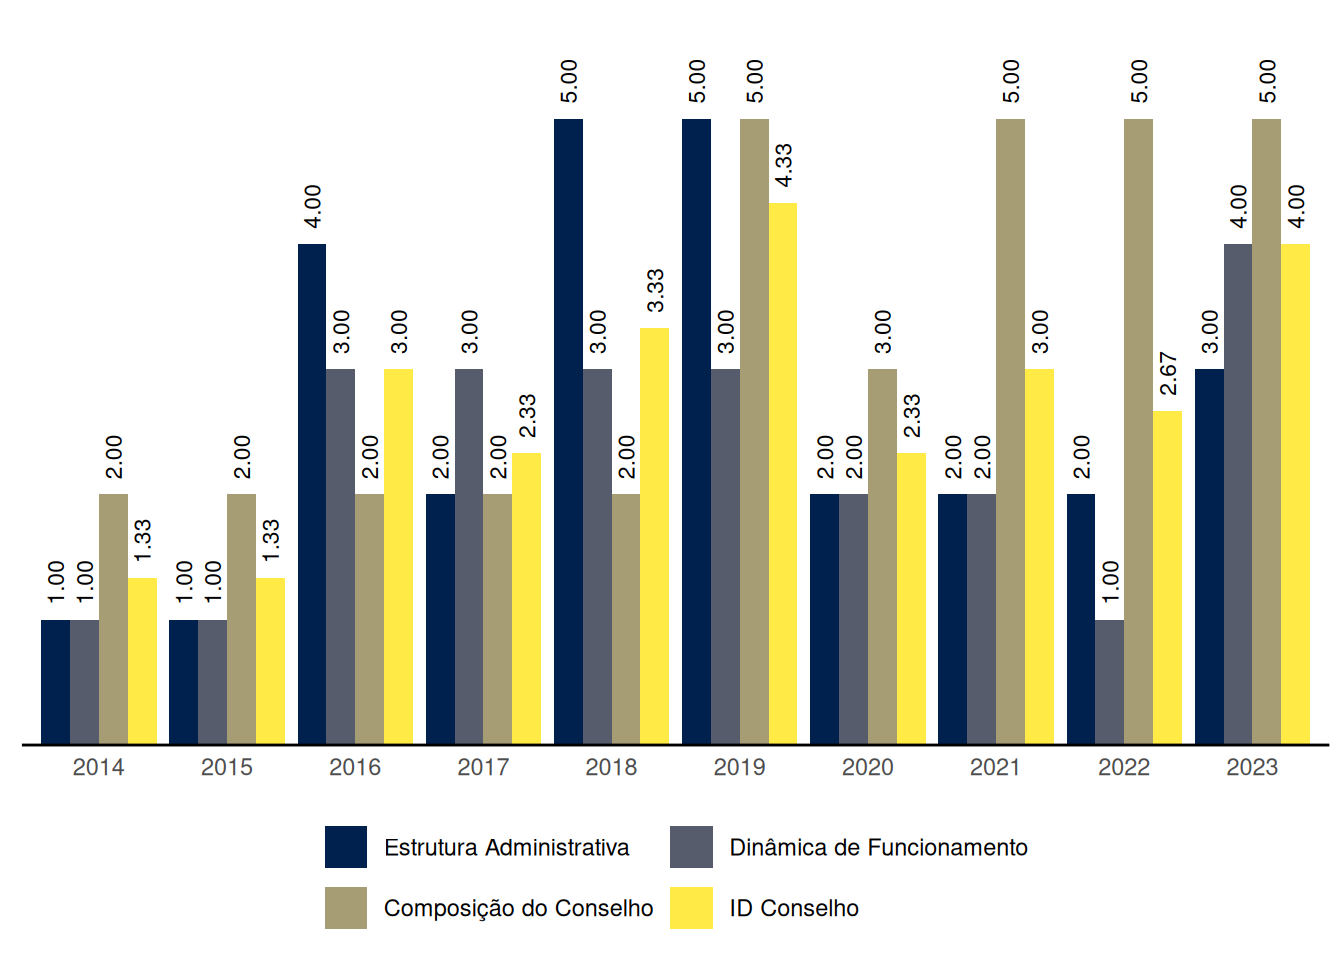 1.00 1.00 2.00 1.33
1.00 1.00 2.00 1.33
4.00 3.00 2.00 3.00
2.00 3.00 2.00 2.33
5.00 3.00 2.00 3.33
5.00 3.00 5.00 4.33
2.00 2.00 3.00 2.33
2.00 2.00 5.00 3.00
2.00 1.00 5.00 2.67
3.00 4.00 5.00 4.00
2014 2015 2016 2017 2018 2019 2020 2021 2022 2023
Estrutura Administrativa Dinâmica de Funcionamento
Composição do Conselho ID Conselho